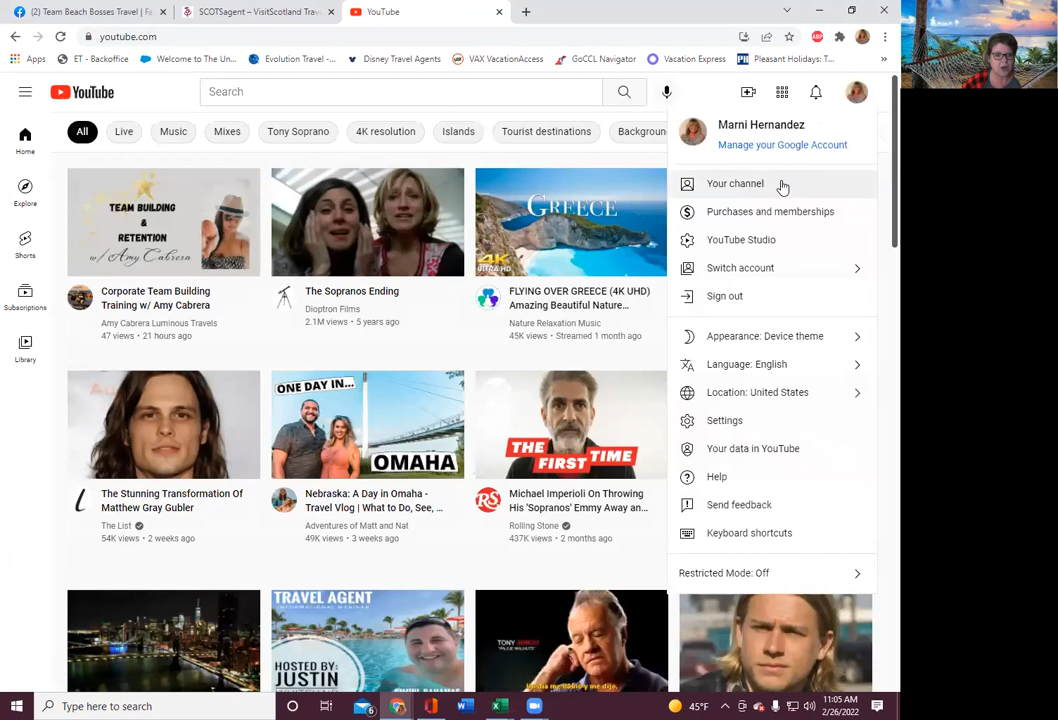 (2) Team Beach Bosses Travel | Fa
SCOTSagent – VisitScotland Trave
YouTube
youtube.com
ABP
Apps
ET - Backoffice
Welcome to The Un...
Evolution Travel -...
Disney Travel Agents
VAX VacationAccess
GoCCL Navigator
Vacation Express
Pleasant Holidays: T...
YouTube
Search
All
Live
Music
Mixes
Tony Soprano
4K resolution
Islands
Tourist destinations
Backgroun
Home
Explore
Shorts
Subscriptions
Library
TEAM BUILDING
&
RETENTION
w/ Amy Cabrera
Corporate Team Building
Training w/ Amy Cabrera
Amy Cabrera Luminous Travels
47 views • 21 hours ago
The Sopranos Ending
Dioptron Films
2.1M views • 5 years ago
GREECE
4K
ULTRA HD
FLYING OVER GREECE (4K UHD)
Amazing Beautiful Nature...
Nature Relaxation Music
45K views • Streamed 1 month ago
The Stunning Transformation Of
Matthew Gray Gubler
The List
54K views • 2 weeks ago
ONE DAY IN...
OMAHA
Nebraska: A Day in Omaha -
Travel Vlog | What to Do, See, ...
Adventures of Matt and Nat
49K views • 3 weeks ago
THE FIRST TIME
RS
Michael Imperioli On Throwing
His 'Sopranos' Emmy Away an...
Rolling Stone
437K views • 2 months ago
TRAVEL AGENT
INFORMATIONAL WEBINAR
HOSTED BY:
JUSTIN
BIMINI BAHAMAS
TONY
Marni Hernandez
Manage your Google Account
Your channel
Purchases and memberships
YouTube Studio
Switch account
Sign out
Appearance: Device theme
Language: English
Location: United States
Settings
Your data in YouTube
Help
Send feedback
Keyboard shortcuts
Restricted Mode: Off
Type here to search
45°F
11:05 AM
2/26/2022